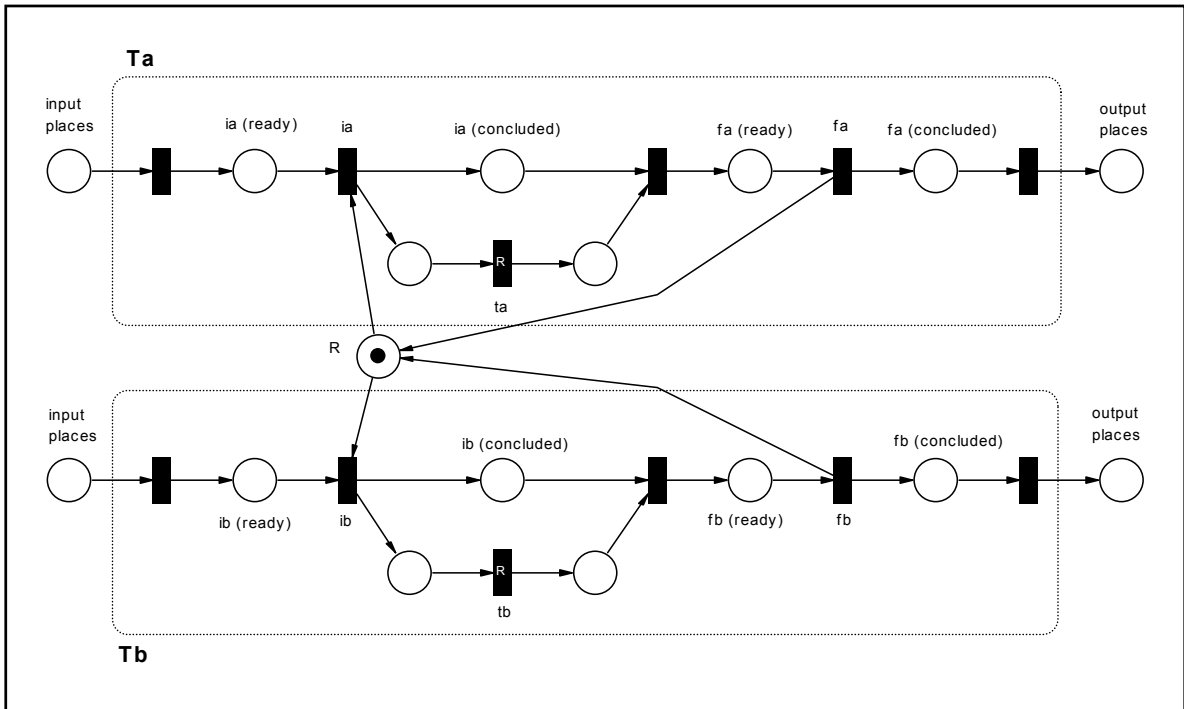 Ta
input
places
ia (ready)
ia
ia (concluded)
fa (ready)
fa
fa (concluded)
output
places
R
ta
R
input
places
ib (concluded)
fb (concluded)
output
places
ib (ready)
ib
fb (ready)
fb
R
tb
Tb